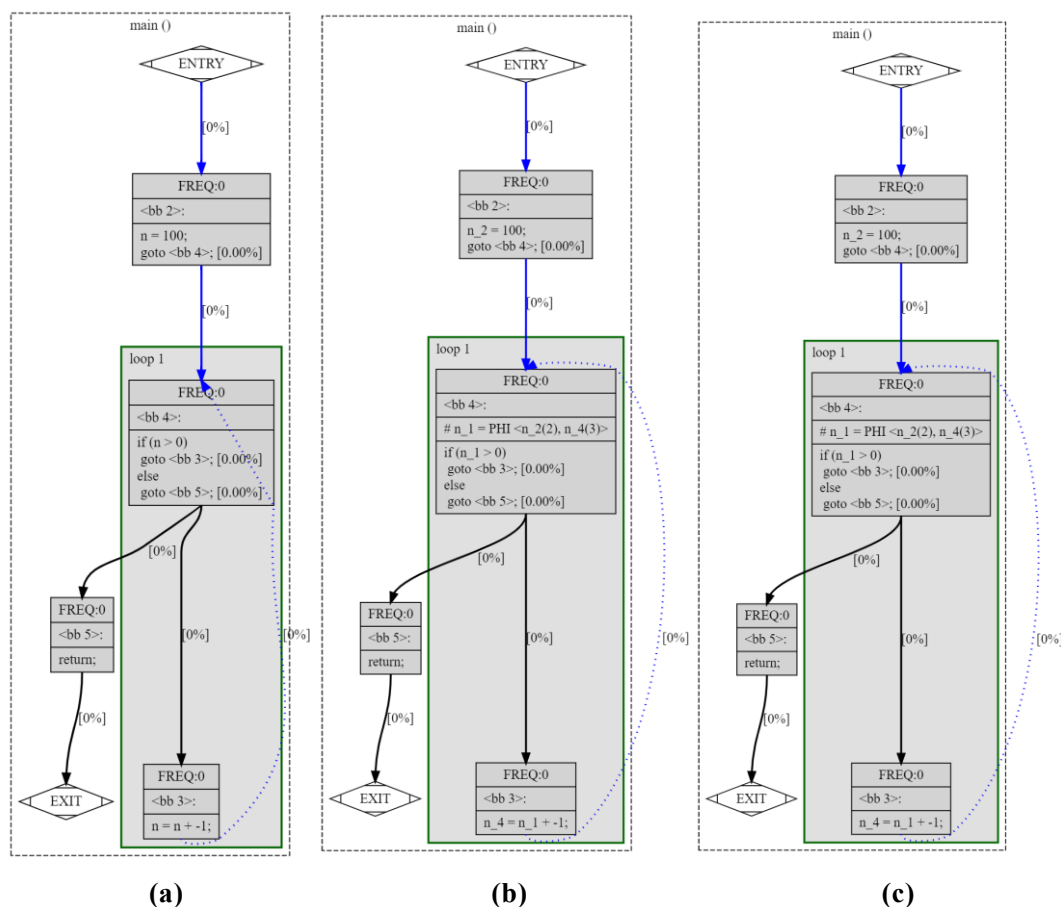 main ()
ENTRY
[0%]
FREQ:0
<bb 2>:
n = 100;
goto <bb 4>; [0.00%]
[0%]
loop 1
FREQ:0
<bb 4>:
if (n > 0)
goto <bb 3>; [0.00%]
else
goto <bb 5>; [0.00%]
[0%]
FREQ:0
<bb 5>:
return;
[0%]
[0%]
[0%]
EXIT
FREQ:0
<bb 3>:
n = n + -1;
(a)
main ()
ENTRY
[0%]
FREQ:0
<bb 2>:
n_2 = 100;
goto <bb 4>; [0.00%]
[0%]
loop 1
FREQ:0
<bb 4>:
# n_1 = PHI <n_2(2), n_4(3)>
if (n_1 > 0)
goto <bb 3>; [0.00%]
else
goto <bb 5>; [0.00%]
[0%]
FREQ:0
<bb 5>:
return;
[0%]
[0%]
[0%]
EXIT
FREQ:0
<bb 3>:
n_4 = n_1 + -1;
(b)
main ()
ENTRY
[0%]
FREQ:0
<bb 2>:
n_2 = 100;
goto <bb 4>; [0.00%]
[0%]
loop 1
FREQ:0
<bb 4>:
# n_1 = PHI <n_2(2), n_4(3)>
if (n_1 > 0)
goto <bb 3>; [0.00%]
else
goto <bb 5>; [0.00%]
[0%]
FREQ:0
<bb 5>:
return;
[0%]
[0%]
[0%]
EXIT
FREQ:0
<bb 3>:
n_4 = n_1 + -1;
(c)